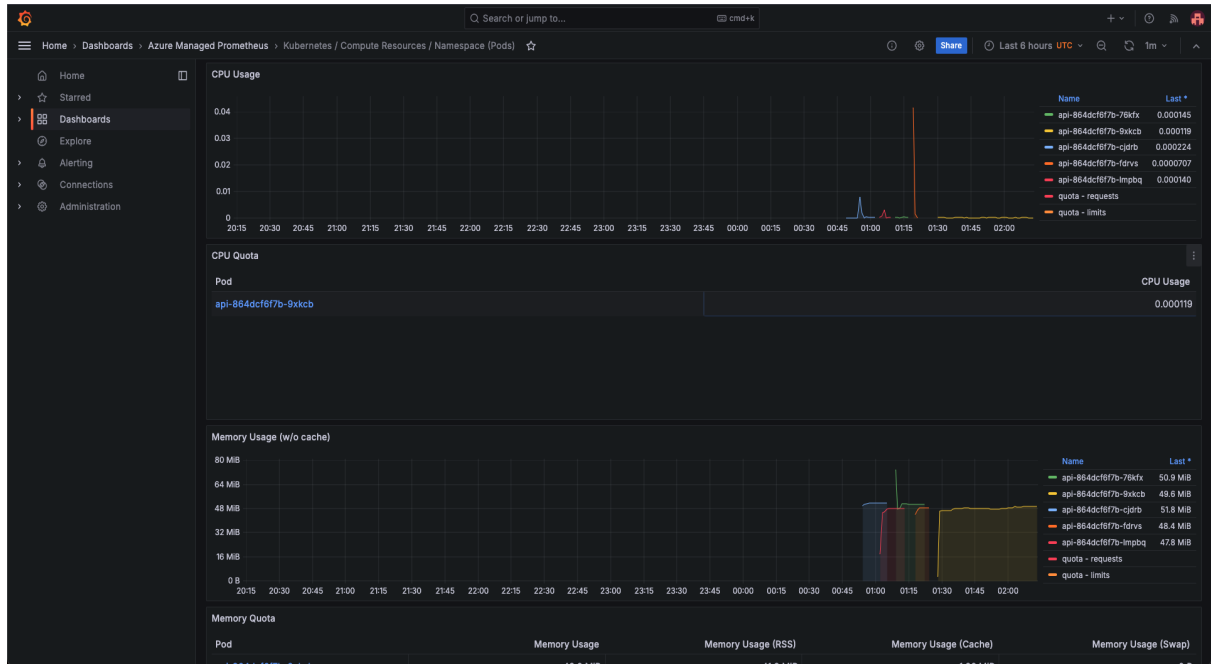 Search or jump to... cmd+k
Home › Dashboards › Azure Managed Prometheus › Kubernetes / Compute Resources / Namespace (Pods) Share Last 6 hours UTC 1m
Home
Starred
Dashboards
Explore
Alerting
Connections
Administration
CPU Usage
0.04
0.03
0.02
0.01
0
20:15 20:30 20:45 21:00 21:15 21:30 21:45 22:00 22:15 22:30 22:45 23:00 23:15 23:30 23:45 00:00 00:15 00:30 00:45 01:00 01:15 01:30 01:45 02:00
Name Last *
api-864dcf6f7b-76kfx 0.000145
api-864dcf6f7b-9xkcb 0.000119
api-864dcf6f7b-cjdrb 0.000224
api-864dcf6f7b-fdrvs 0.0000707
api-864dcf6f7b-lmpbq 0.000140
quota - requests
quota - limits
CPU Quota
Pod CPU Usage
api-864dcf6f7b-9xkcb 0.000119
Memory Usage (w/o cache)
80 MiB
64 MiB
48 MiB
32 MiB
16 MiB
0 B
20:15 20:30 20:45 21:00 21:15 21:30 21:45 22:00 22:15 22:30 22:45 23:00 23:15 23:30 23:45 00:00 00:15 00:30 00:45 01:00 01:15 01:30 01:45 02:00
Name Last *
api-864dcf6f7b-76kfx 50.9 MiB
api-864dcf6f7b-9xkcb 49.6 MiB
api-864dcf6f7b-cjdrb 51.8 MiB
api-864dcf6f7b-fdrvs 48.4 MiB
api-864dcf6f7b-lmpbq 47.8 MiB
quota - requests
quota - limits
Memory Quota
Pod Memory Usage Memory Usage (RSS) Memory Usage (Cache) Memory Usage (Swap)